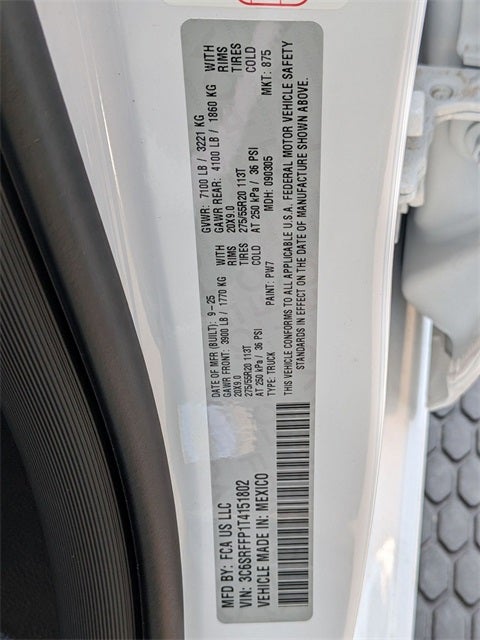 MFD BY: FCA US LLC
VIN: 3C6SRFFP1T4151802
VEHICLE MADE IN: MEXICO
DATE OF MFR (BUILT): 9-25 GVWR: 7100 LB / 3221 KG
GAWR FRONT: 3900 LB / 1770 KG WITH GAWR REAR: 4100 LB / 1860 KG WITH
20X9.0 RIMS 20X9.0 RIMS
275/55R20 113T TIRES 275/55R20 113T TIRES
AT 250 kPa / 36 PSI COLD AT 250 kPa / 36 PSI COLD
TYPE: TRUCK PAINT: PW7 MDH: 090305 MKT: 875
THIS VEHICLE CONFORMS TO ALL APPLICABLE U.S.A. FEDERAL MOTOR VEHICLE SAFETY
STANDARDS IN EFFECT ON THE DATE OF MANUFACTURE SHOWN ABOVE.